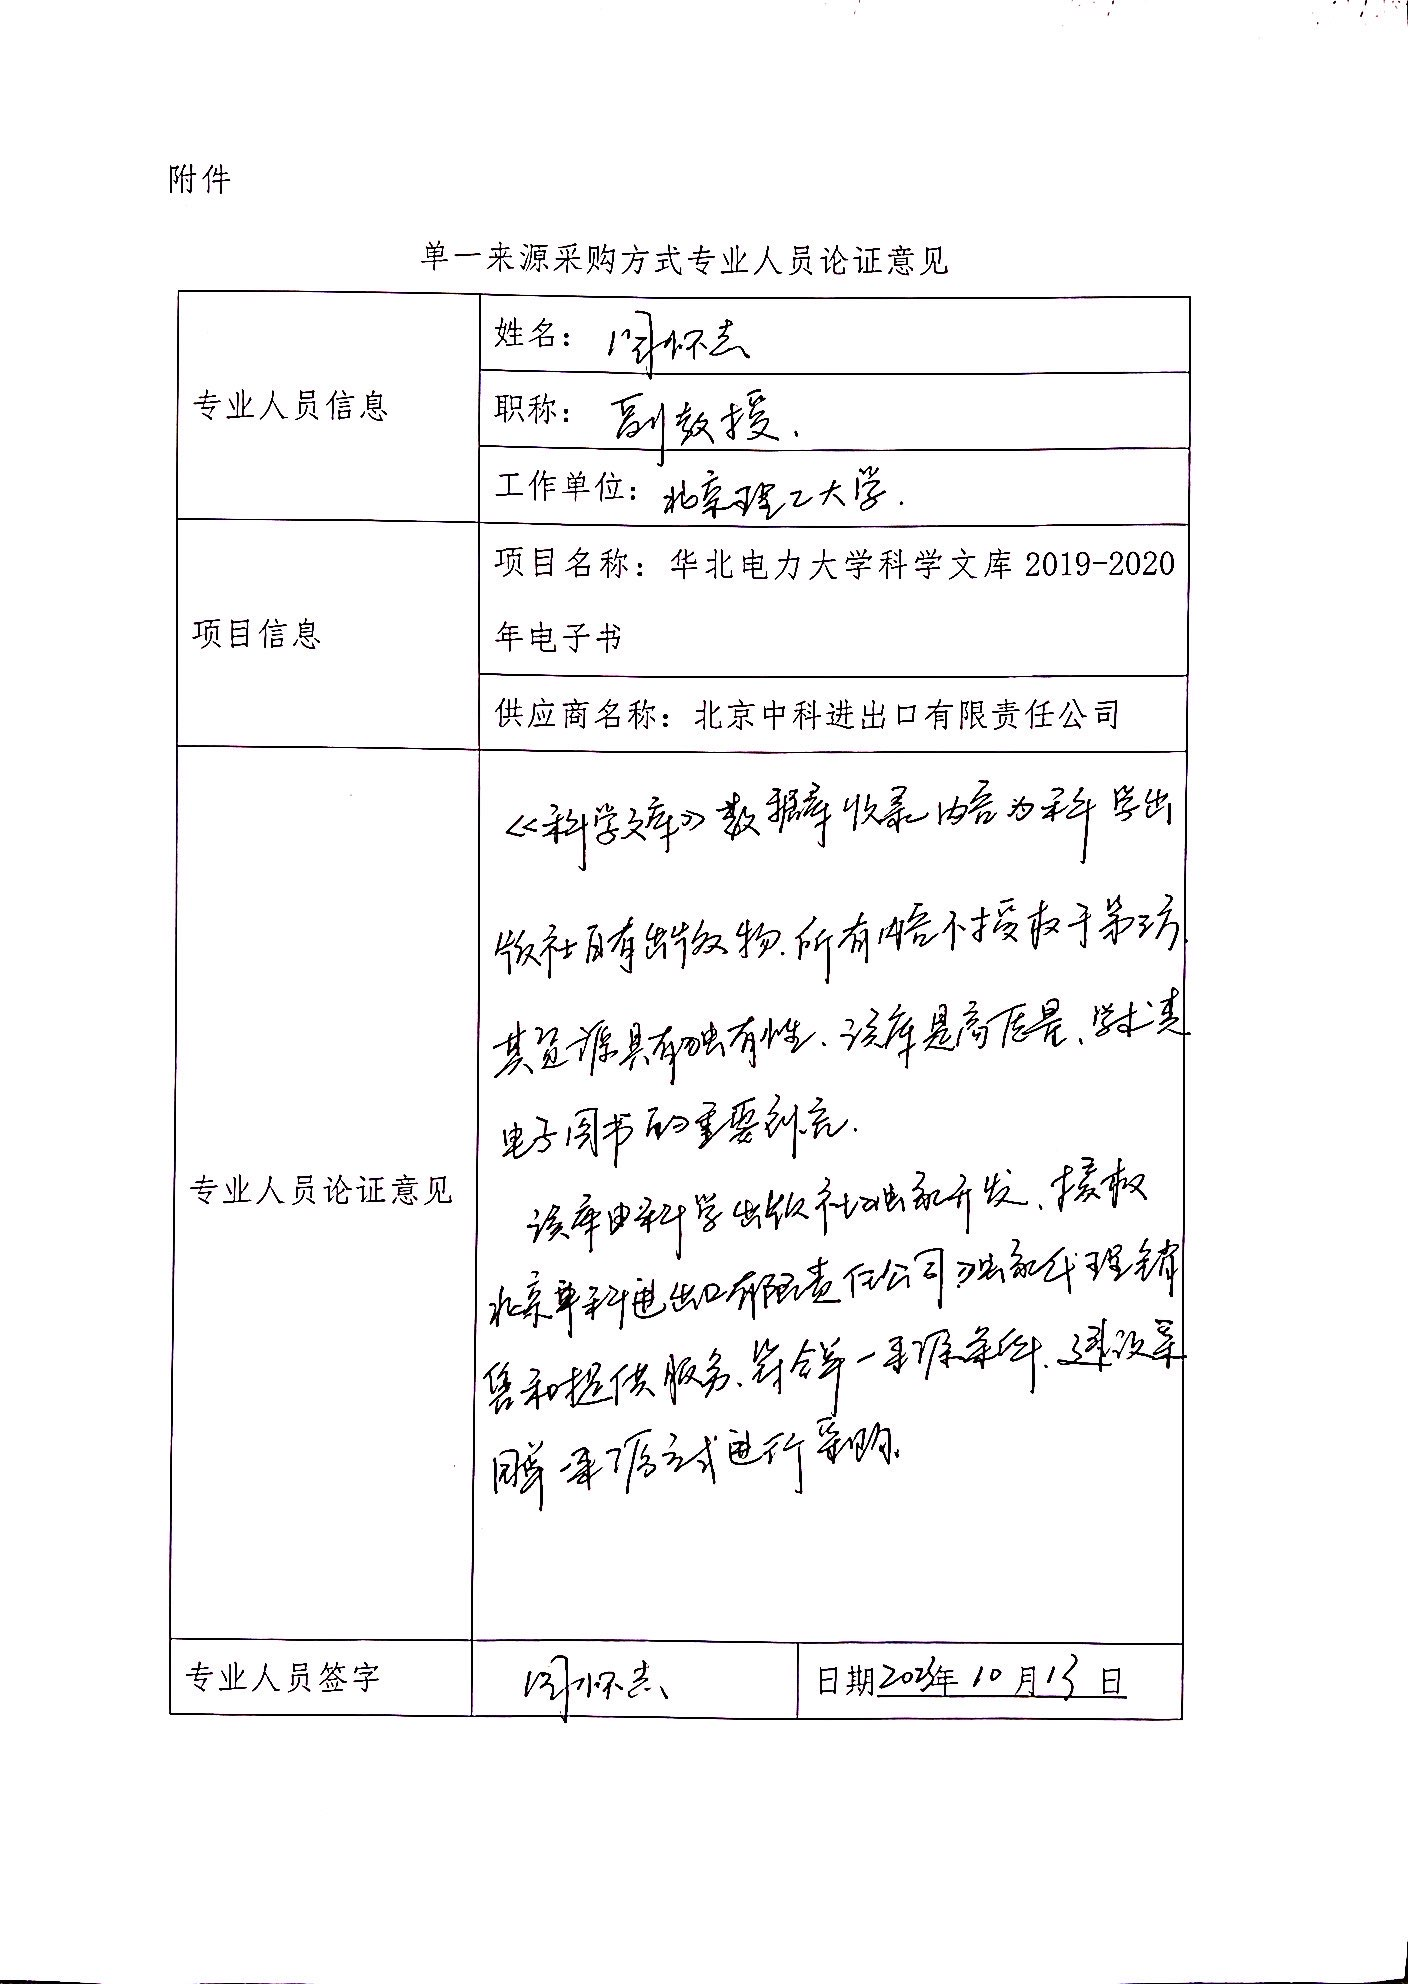 附件
单一来源采购方式专业人员论证意见
专业人员信息
姓名：闫怀志
职称：副教授.
工作单位：北京理工大学.
项目信息
项目名称：华北电力大学科学文库 2019-2020
年电子书
供应商名称：北京中科进出口有限责任公司
专业人员论证意见
《科学文库》数据库收录内容为科学出
版社自有出版物.所有内容不授权于第三方.
其资源具有独有性、该库是高质量、学术类
电子图书的重要
该库由科学出版社独家开发、授权
北京中科进出口有限责任公司独家代理销
售和提供服务、符合单一来源条件、建议采
用单一来源方式进行采购.
专业人员签字
闫怀志
日期2023年 10 月 13 日